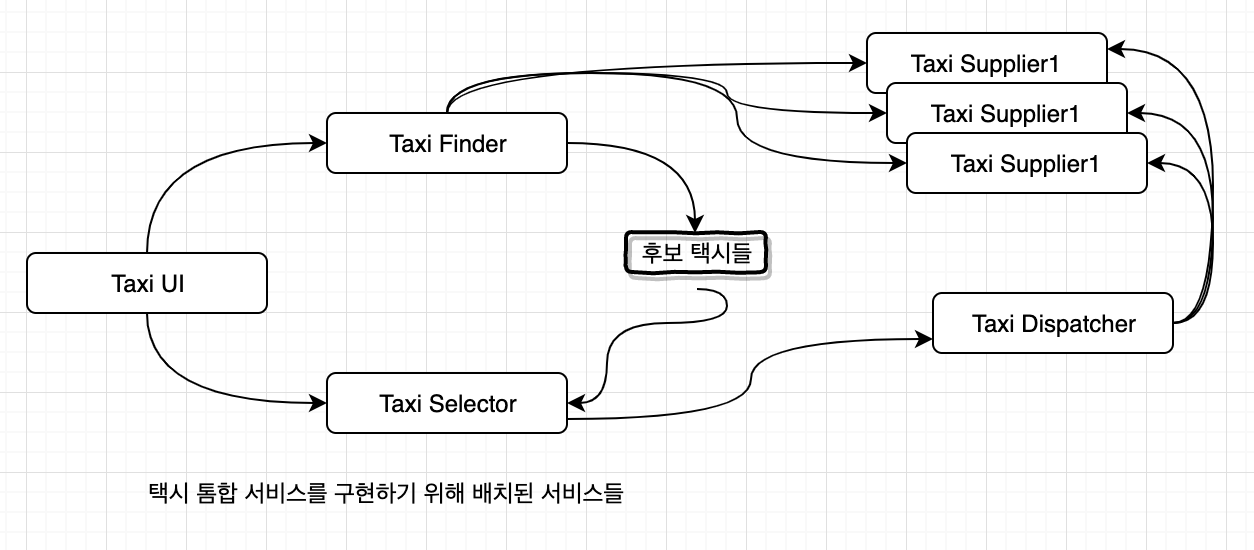 Taxi Supplier1
Taxi Supplier1
Taxi Finder
Taxi Supplier1
후보 택시들
Taxi UI
Taxi Dispatcher
Taxi Selector
택시 톰합 서비스를 구현하기 위해 배치된 서비스들